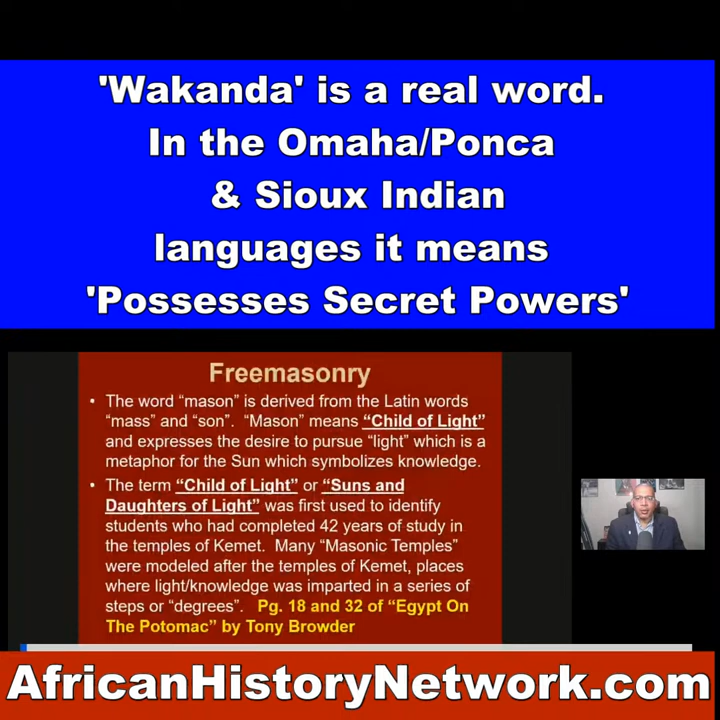 'Wakanda' is a real word.
In the Omaha/Ponca
& Sioux Indian
languages it means
'Possesses Secret Powers'
Freemasonry
• The word “mason” is derived from the Latin words
“mass” and “son”. “Mason” means “Child of Light”
and expresses the desire to pursue “light” which is a
metaphor for the Sun which symbolizes knowledge.
• The term “Child of Light” or “Suns and
Daughters of Light” was first used to identify
students who had completed 42 years of study in
the temples of Kemet. Many “Masonic Temples”
were modeled after the temples of Kemet, places
where light/knowledge was imparted in a series of
steps or “degrees”. Pg. 18 and 32 of “Egypt On
The Potomac” by Tony Browder
AfricanHistoryNetwork.com